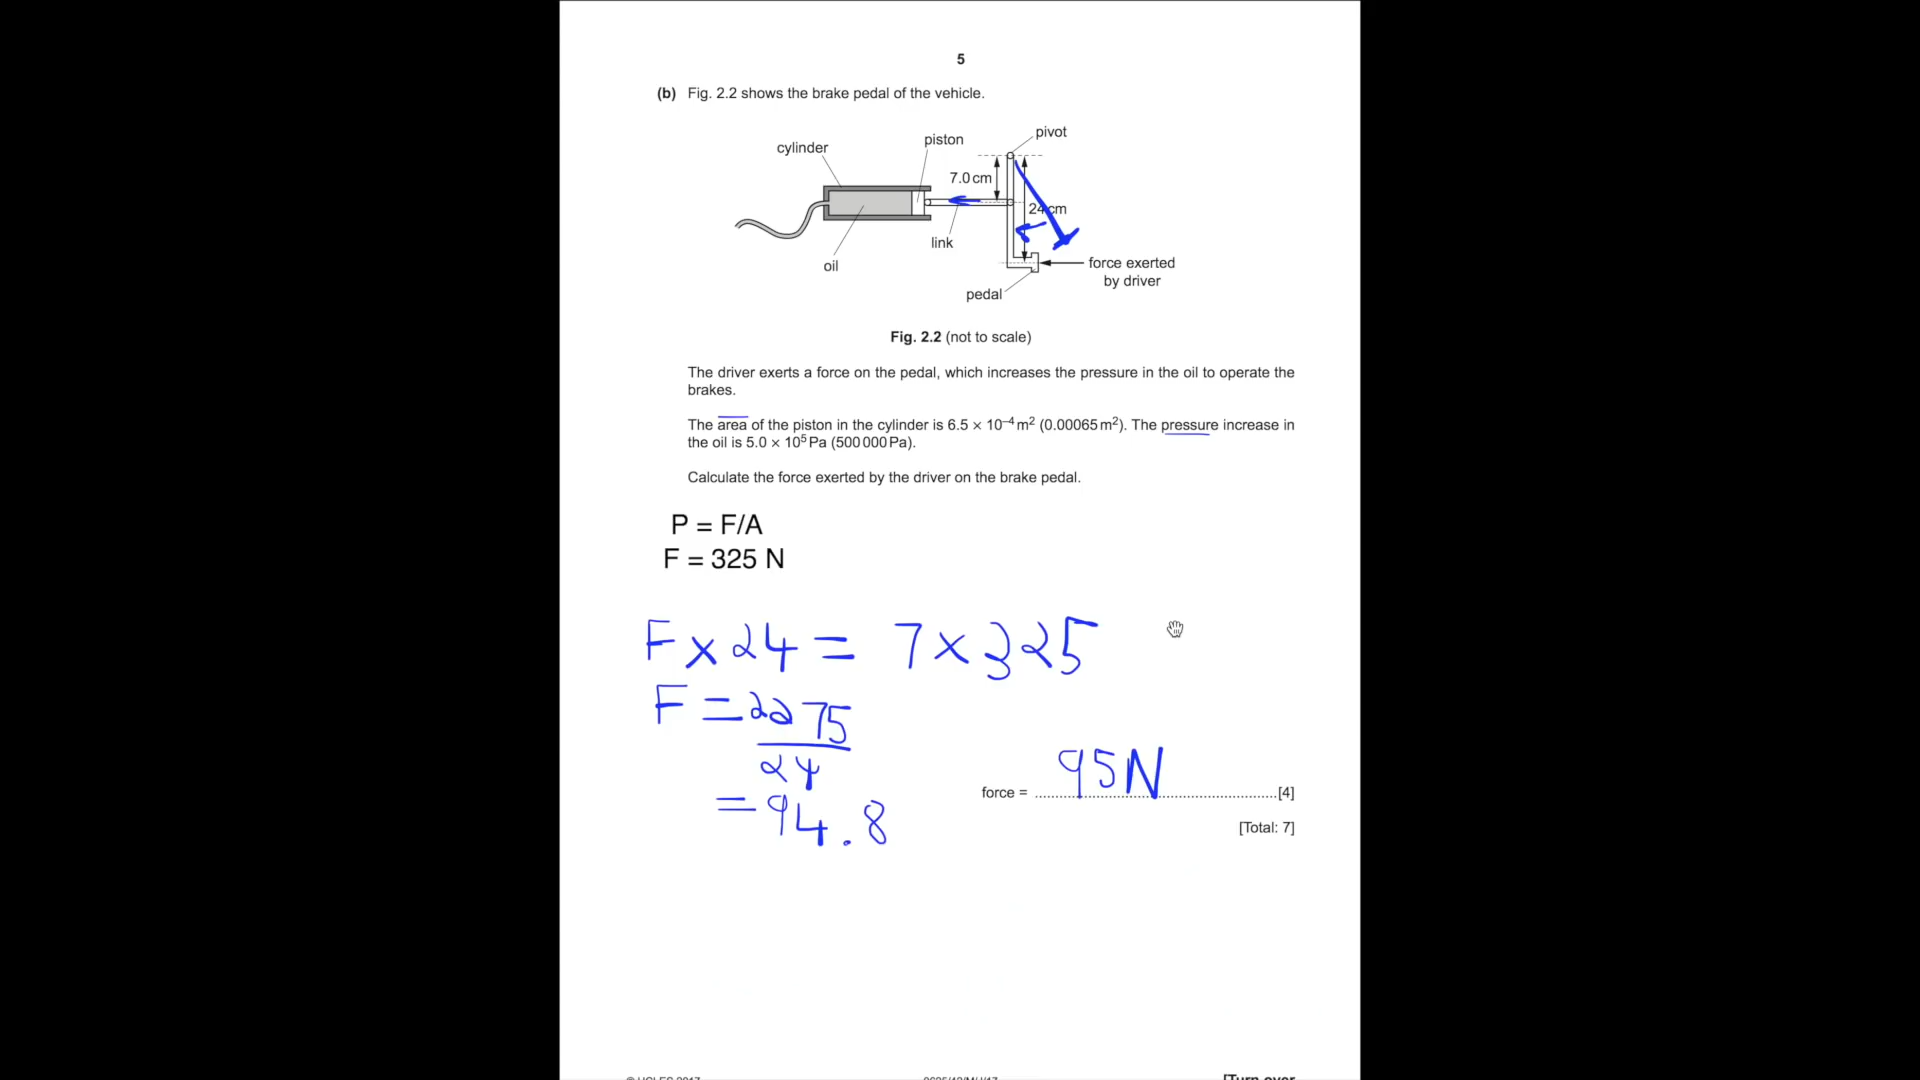 5
(b) Fig. 2.2 shows the brake pedal of the vehicle.
pivot
piston
cylinder
7.0 cm
24 cm
link
oil
force exerted
by driver
pedal
Fig. 2.2 (not to scale)
The driver exerts a force on the pedal, which increases the pressure in the oil to operate the
brakes.
The area of the piston in the cylinder is 6.5 × 10⁻⁴ m² (0.00065 m²). The pressure increase in
the oil is 5.0 × 10⁵ Pa (500 000 Pa).
Calculate the force exerted by the driver on the brake pedal.
P = F/A
F = 325 N
F × 24 = 7 × 325
F = 2275
24
= 94.8
95N
force = ........................................................[4]
[Total: 7]
[Turn over